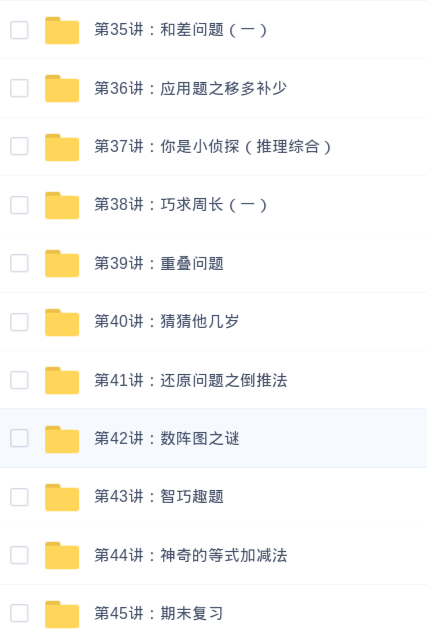 第35讲：和差问题（一）
第36讲：应用题之移多补少
第37讲：你是小侦探（推理综合）
第38讲：巧求周长（一）
第39讲：重叠问题
第40讲：猜猜他几岁
第41讲：还原问题之倒推法
第42讲：数阵图之谜
第43讲：智巧趣题
第44讲：神奇的等式加减法
第45讲：期末复习